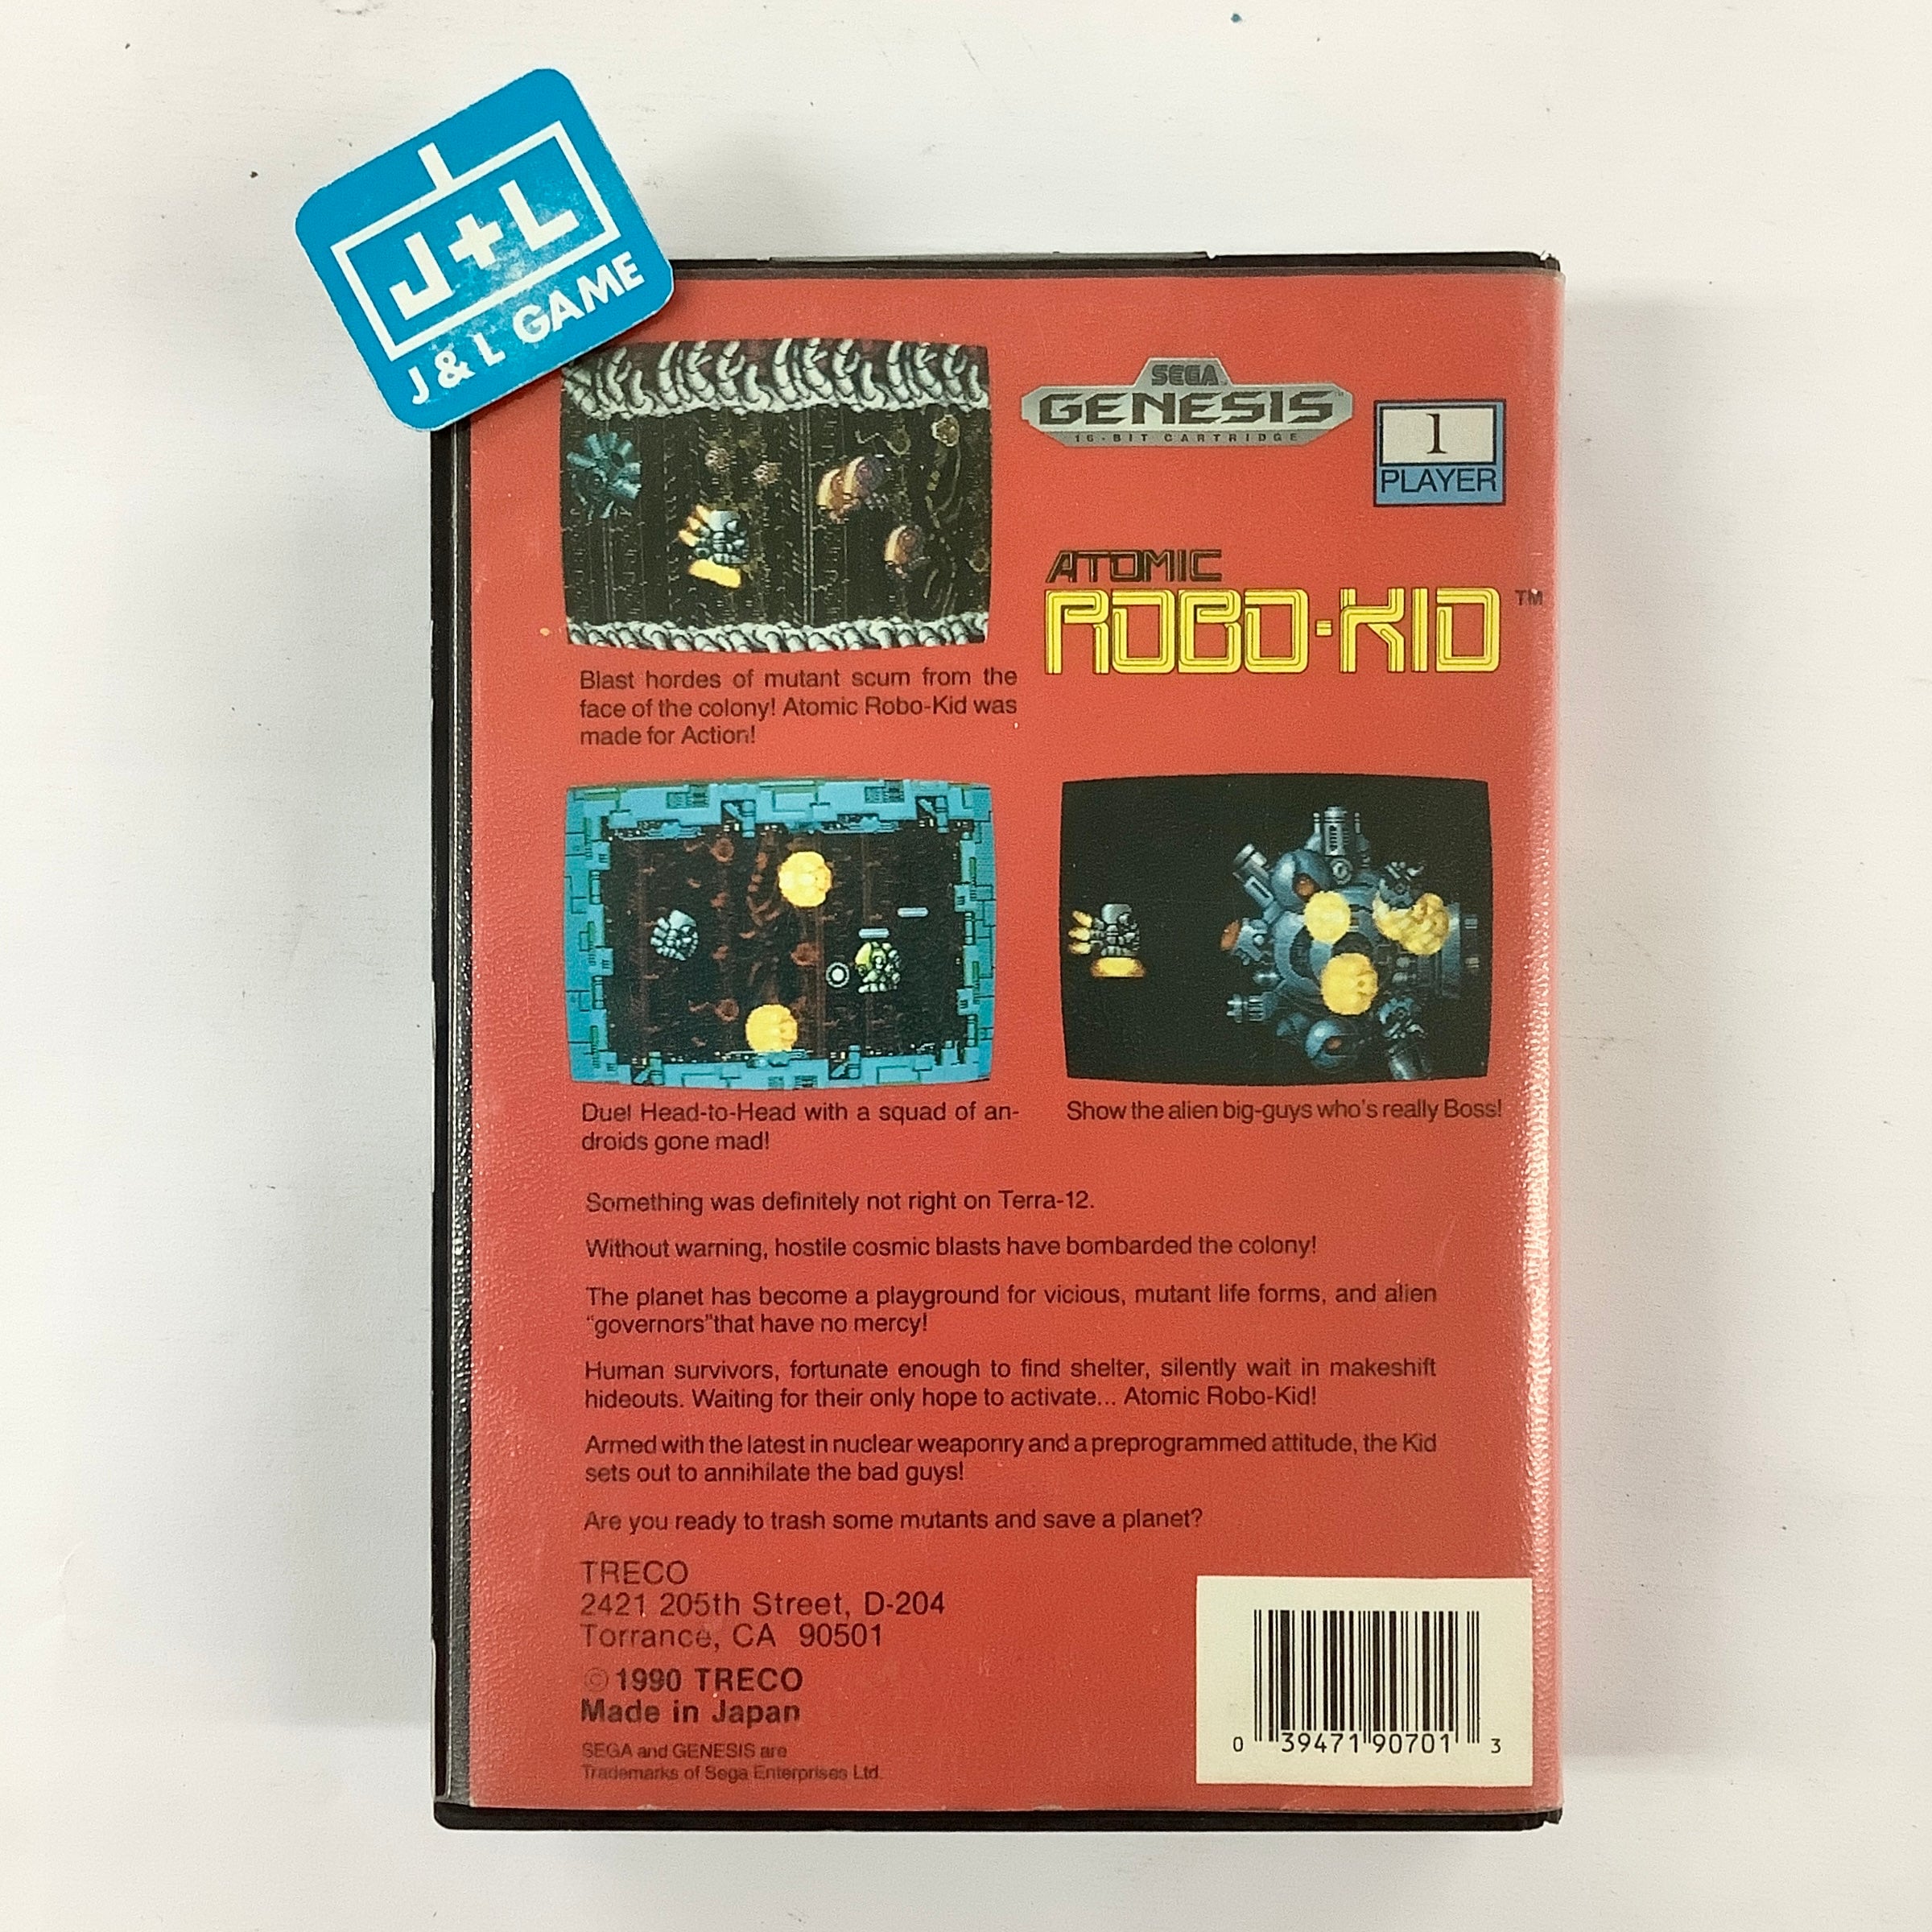 J+L
J & L GAME
SEGA
GENESIS™
16-BIT CARTRIDGE
1
PLAYER
ATOMIC
ROBO-KID™
Blast hordes of mutant scum from the
face of the colony! Atomic Robo-Kid was
made for Action!
Duel Head-to-Head with a squad of an-
droids gone mad!
Show the alien big-guys who's really Boss!
Something was definitely not right on Terra-12.
Without warning, hostile cosmic blasts have bombarded the colony!
The planet has become a playground for vicious, mutant life forms, and alien
"governors"that have no mercy!
Human survivors, fortunate enough to find shelter, silently wait in makeshift
hideouts. Waiting for their only hope to activate... Atomic Robo-Kid!
Armed with the latest in nuclear weaponry and a preprogrammed attitude, the Kid
sets out to annihilate the bad guys!
Are you ready to trash some mutants and save a planet?
TRECO
2421 205th Street, D-204
Torrance, CA 90501
© 1990 TRECO
Made in Japan
SEGA and GENESIS are
Trademarks of Sega Enterprises Ltd.
0 39471 90701 3